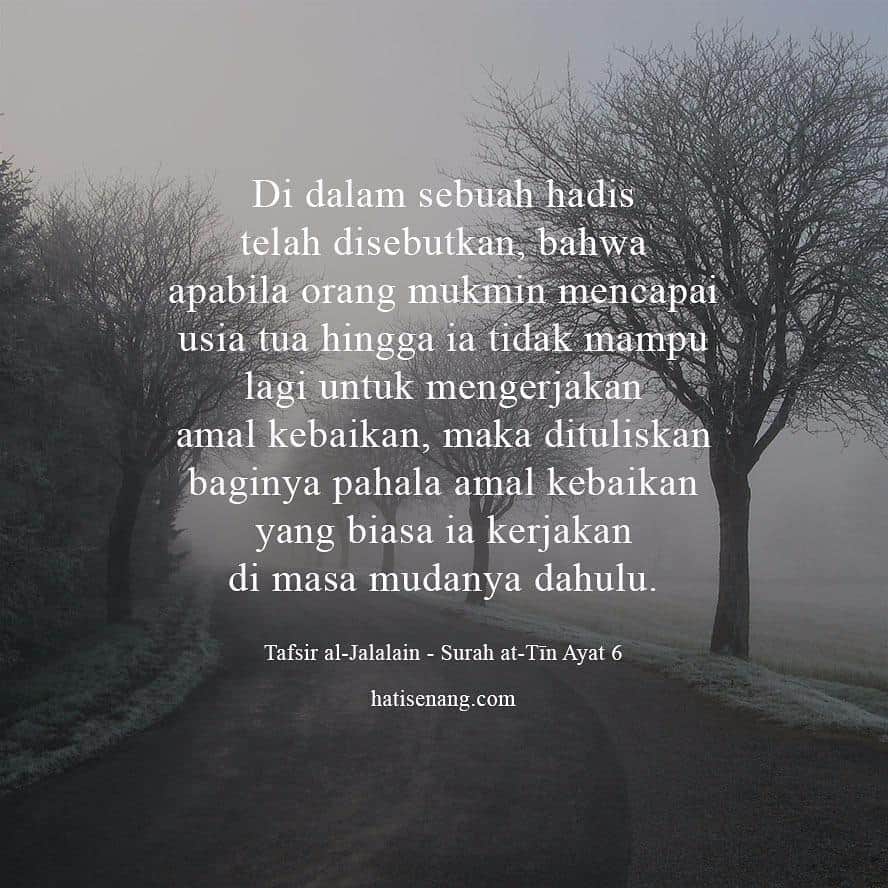 Di dalam sebuah hadis
telah disebutkan, bahwa
apabila orang mukmin mencapai
usia tua hingga ia tidak mampu
lagi untuk mengerjakan
amal kebaikan, maka dituliskan
baginya pahala amal kebaikan
yang biasa ia kerjakan
di masa mudanya dahulu.
Tafsir al-Jalalain - Surah at-Tīn Ayat 6
hatisenang.com